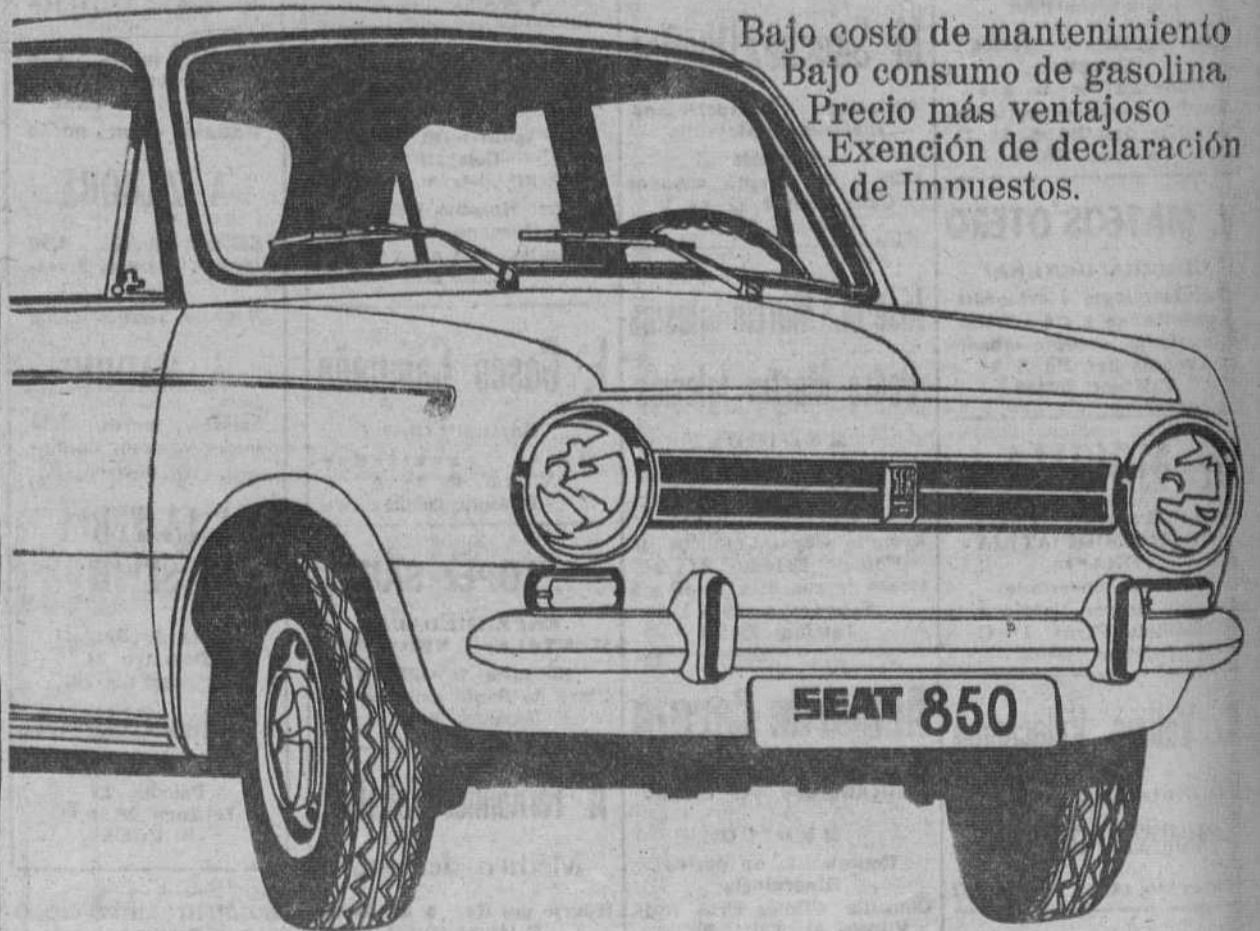 Bajo costo de mantenimiento
Bajo consumo de gasolina
Precio más ventajoso
Exención de declaración
de Impuestos.
SEAT 850